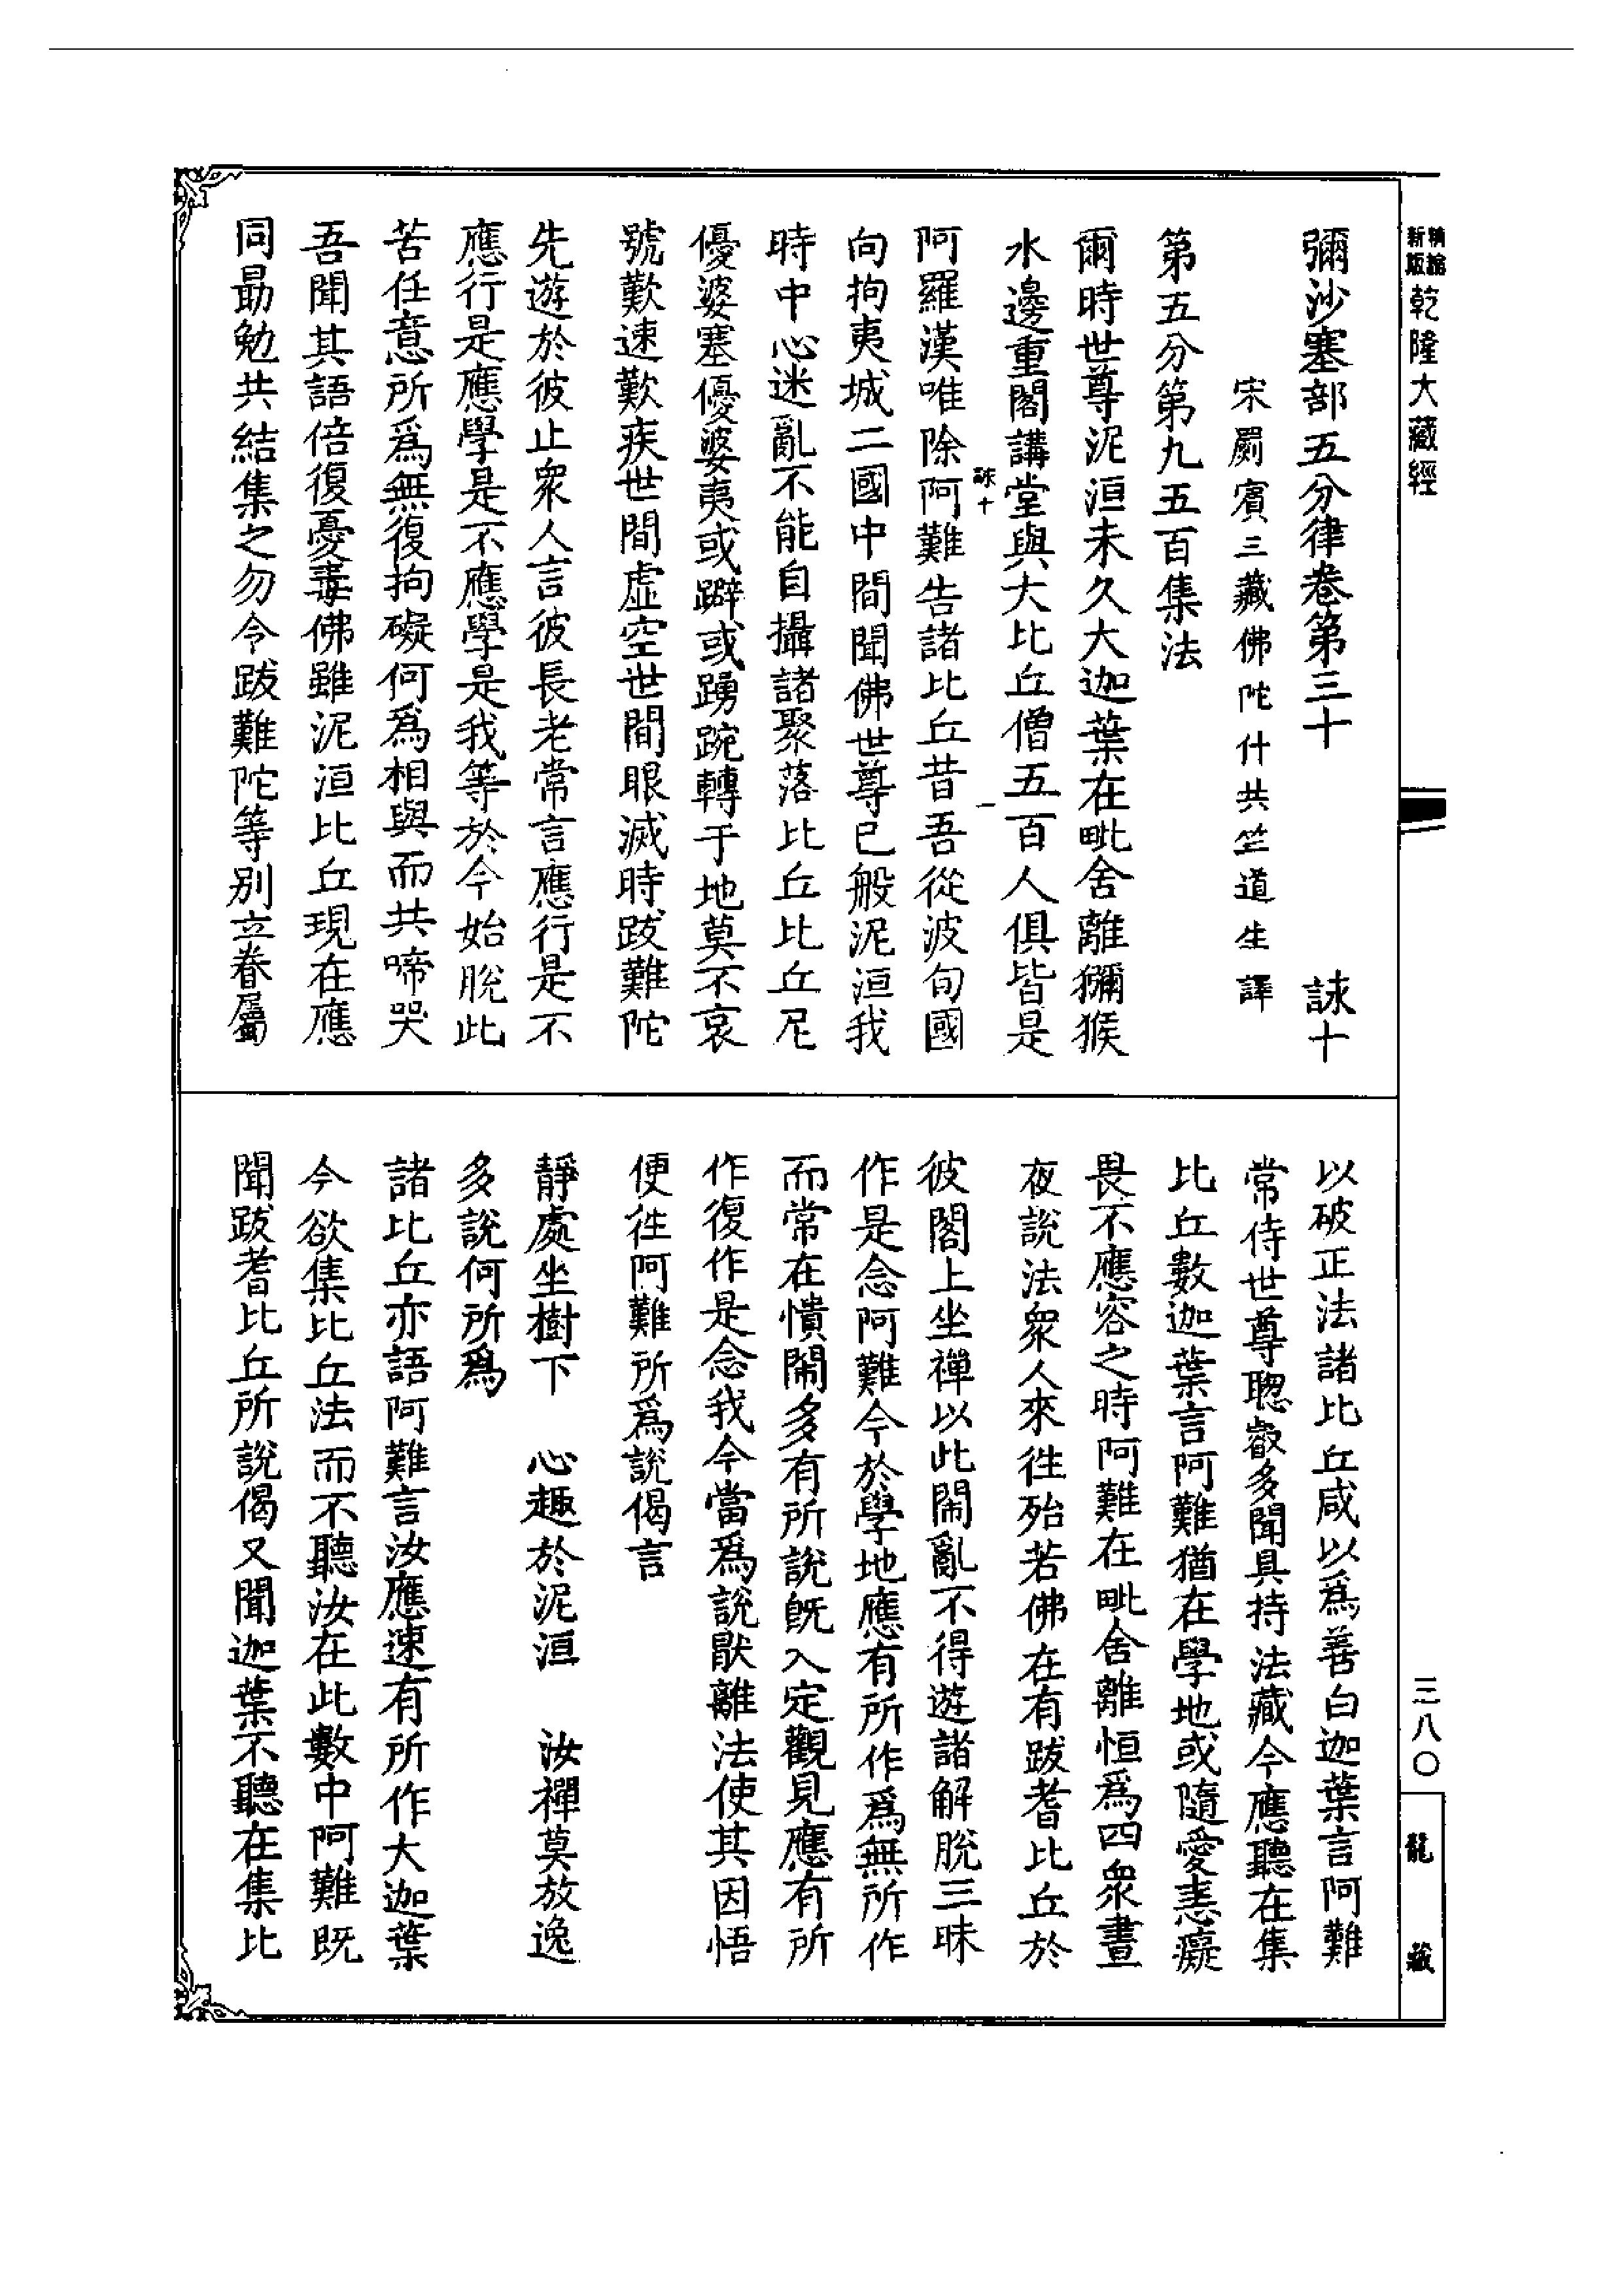 精縮
新版
乾隆大藏經
彌沙塞部五分律卷第三十 詠十
宋罽賓三藏佛陀什共竺道生譯
第五分第九五百集法
爾時世尊泥洹未久大迦葉在毗舍離獼猴
水邊重閣講堂與大比丘僧五百人俱皆是
詠十 一
阿羅漢唯除阿難告諸比丘昔吾從波旬國
向拘夷城二國中間聞佛世尊已般泥洹我
時中心迷亂不能自攝諸聚落比丘比丘尼
優婆塞優婆夷或躃或踴踠轉于地莫不哀
號歎速歎疾世間虛空世間眼滅時跋難陀
先遊於彼止眾人言彼長老常言應行是不
應行是應學是不應學是我等於今始脫此
苦任意所為無復拘礙何為相與而共啼哭
吾聞其語倍復憂毒佛雖泥洹比丘現在應
同勗勉共結集之勿令跋難陀等別立眷屬
以破正法諸比丘咸以為善白迦葉言阿難
常侍世尊聰叡多聞具持法藏今應聽在集
比丘數迦葉言阿難猶在學地或隨愛恚癡
畏不應容之時阿難在毗舍離恒為四眾晝
夜說法眾人來往殆若佛在有跋耆比丘於
彼閣上坐禪以此閙亂不得遊諸解脫三昧
作是念阿難今於學地應有所作為無所作
而常在憒閙多有所說既入定觀見應有所
作復作是念我今當為說厭離法使其因悟
便往阿難所為說偈言
靜處坐樹下 心趣於泥洹 汝禪莫放逸
多說何所為
諸比丘亦語阿難言汝應速有所作大迦葉
今欲集比丘法而不聽汝在此數中阿難既
聞跋耆比丘所說偈又聞迦葉不聽在集比
三八〇
龍藏